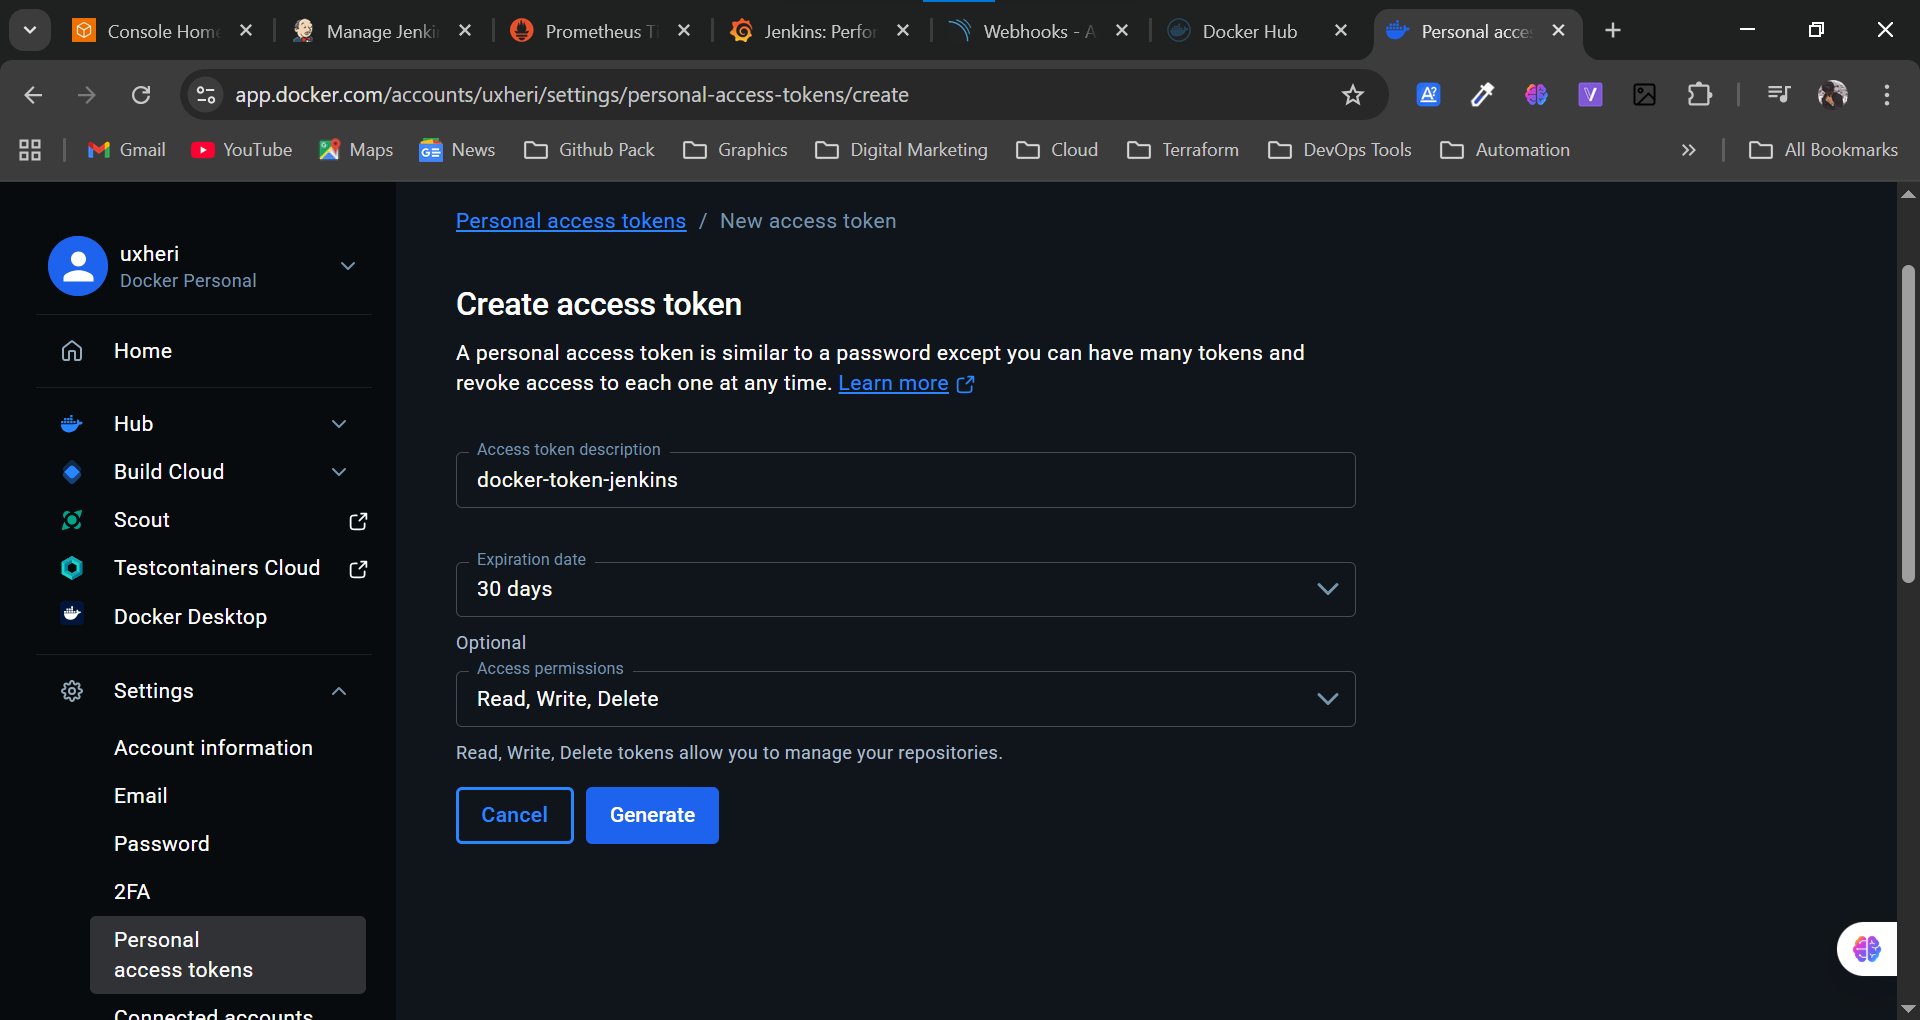 Console Home
Manage Jenki
Prometheus Ti
Jenkins: Perfor
Webhooks - A
Docker Hub
Personal acces
app.docker.com/accounts/uxheri/settings/personal-access-tokens/create
Gmail
YouTube
Maps
News
Github Pack
Graphics
Digital Marketing
Cloud
Terraform
DevOps Tools
Automation
All Bookmarks
uxheri
Docker Personal
Home
Hub
Build Cloud
Scout
Testcontainers Cloud
Docker Desktop
Settings
Account information
Email
Password
2FA
Personal
access tokens
Connected accounts
Personal access tokens / New access token
Create access token
A personal access token is similar to a password except you can have many tokens and
revoke access to each one at any time. Learn more
Access token description
docker-token-jenkins
Expiration date
30 days
Optional
Access permissions
Read, Write, Delete
Read, Write, Delete tokens allow you to manage your repositories.
Cancel
Generate